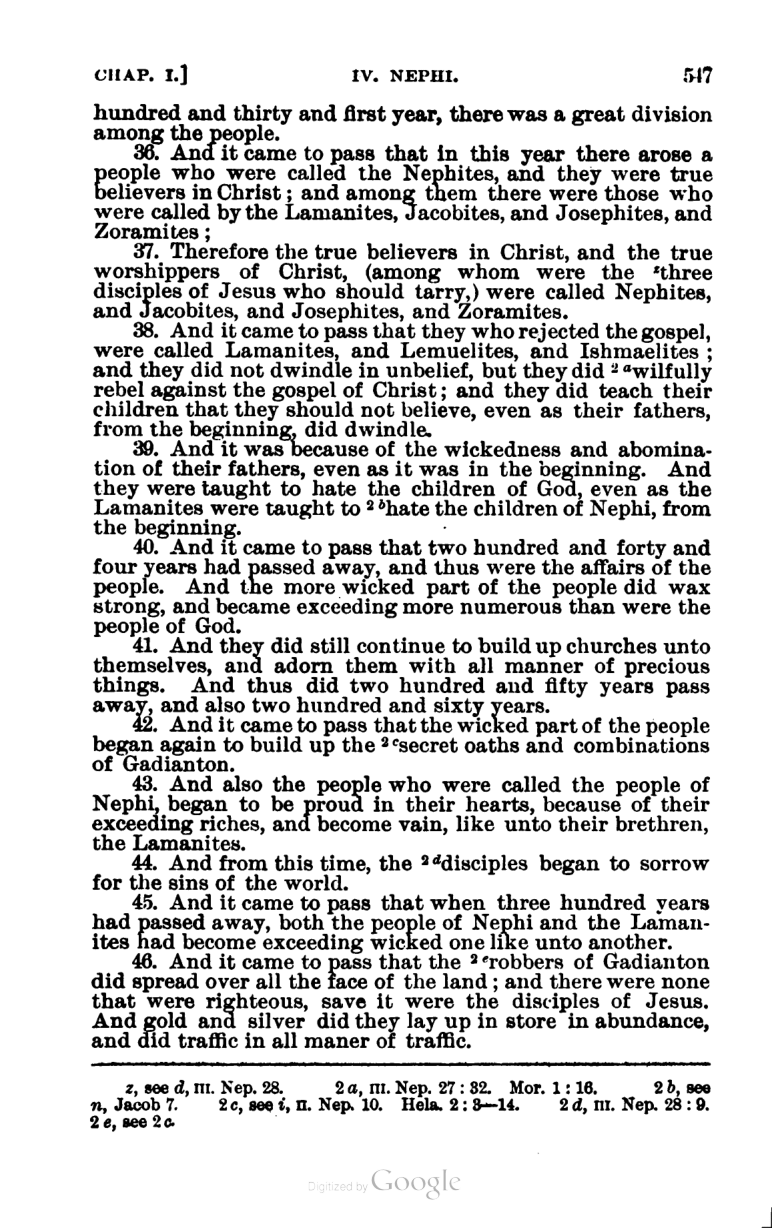 CHAP. I.] IV. NEPHI. 547
hundred and thirty and first year, there was a great division
among the people.
36. And it came to pass that in this year there arose a
people who were called the Nephites, and they were true
believers in Christ; and among them there were those who
were called by the Lamanites, Jacobites, and Josephites, and
Zoramites;
37. Therefore the true believers in Christ, and the true
worshippers of Christ, (among whom were the ᶻthree
disciples of Jesus who should tarry,) were called Nephites,
and Jacobites, and Josephites, and Zoramites.
38. And it came to pass that they who rejected the gospel,
were called Lamanites, and Lemuelites, and Ishmaelites;
and they did not dwindle in unbelief, but they did ²ᵃwilfully
rebel against the gospel of Christ; and they did teach their
children that they should not believe, even as their fathers,
from the beginning, did dwindle.
39. And it was because of the wickedness and abomina-
tion of their fathers, even as it was in the beginning. And
they were taught to hate the children of God, even as the
Lamanites were taught to ²ᵇhate the children of Nephi, from
the beginning.
40. And it came to pass that two hundred and forty and
four years had passed away, and thus were the affairs of the
people. And the more wicked part of the people did wax
strong, and became exceeding more numerous than were the
people of God.
41. And they did still continue to build up churches unto
themselves, and adorn them with all manner of precious
things. And thus did two hundred and fifty years pass
away, and also two hundred and sixty years.
42. And it came to pass that the wicked part of the people
began again to build up the ²ᶜsecret oaths and combinations
of Gadianton.
43. And also the people who were called the people of
Nephi, began to be proud in their hearts, because of their
exceeding riches, and become vain, like unto their brethren,
the Lamanites.
44. And from this time, the ²ᵈdisciples began to sorrow
for the sins of the world.
45. And it came to pass that when three hundred years
had passed away, both the people of Nephi and the Laman-
ites had become exceeding wicked one like unto another.
46. And it came to pass that the ²ᵉrobbers of Gadianton
did spread over all the face of the land; and there were none
that were righteous, save it were the disciples of Jesus.
And gold and silver did they lay up in store in abundance,
and did traffic in all maner of traffic.
z, see d, III. Nep. 28. 2 a, III. Nep. 27 : 32. Mor. 1 : 16. 2 b, see
n, Jacob 7. 2 c, see i, II. Nep. 10. Hela. 2 : 3—14. 2 d, III. Nep. 28 : 9.
2 e, see 2 c.
Digitized by Google